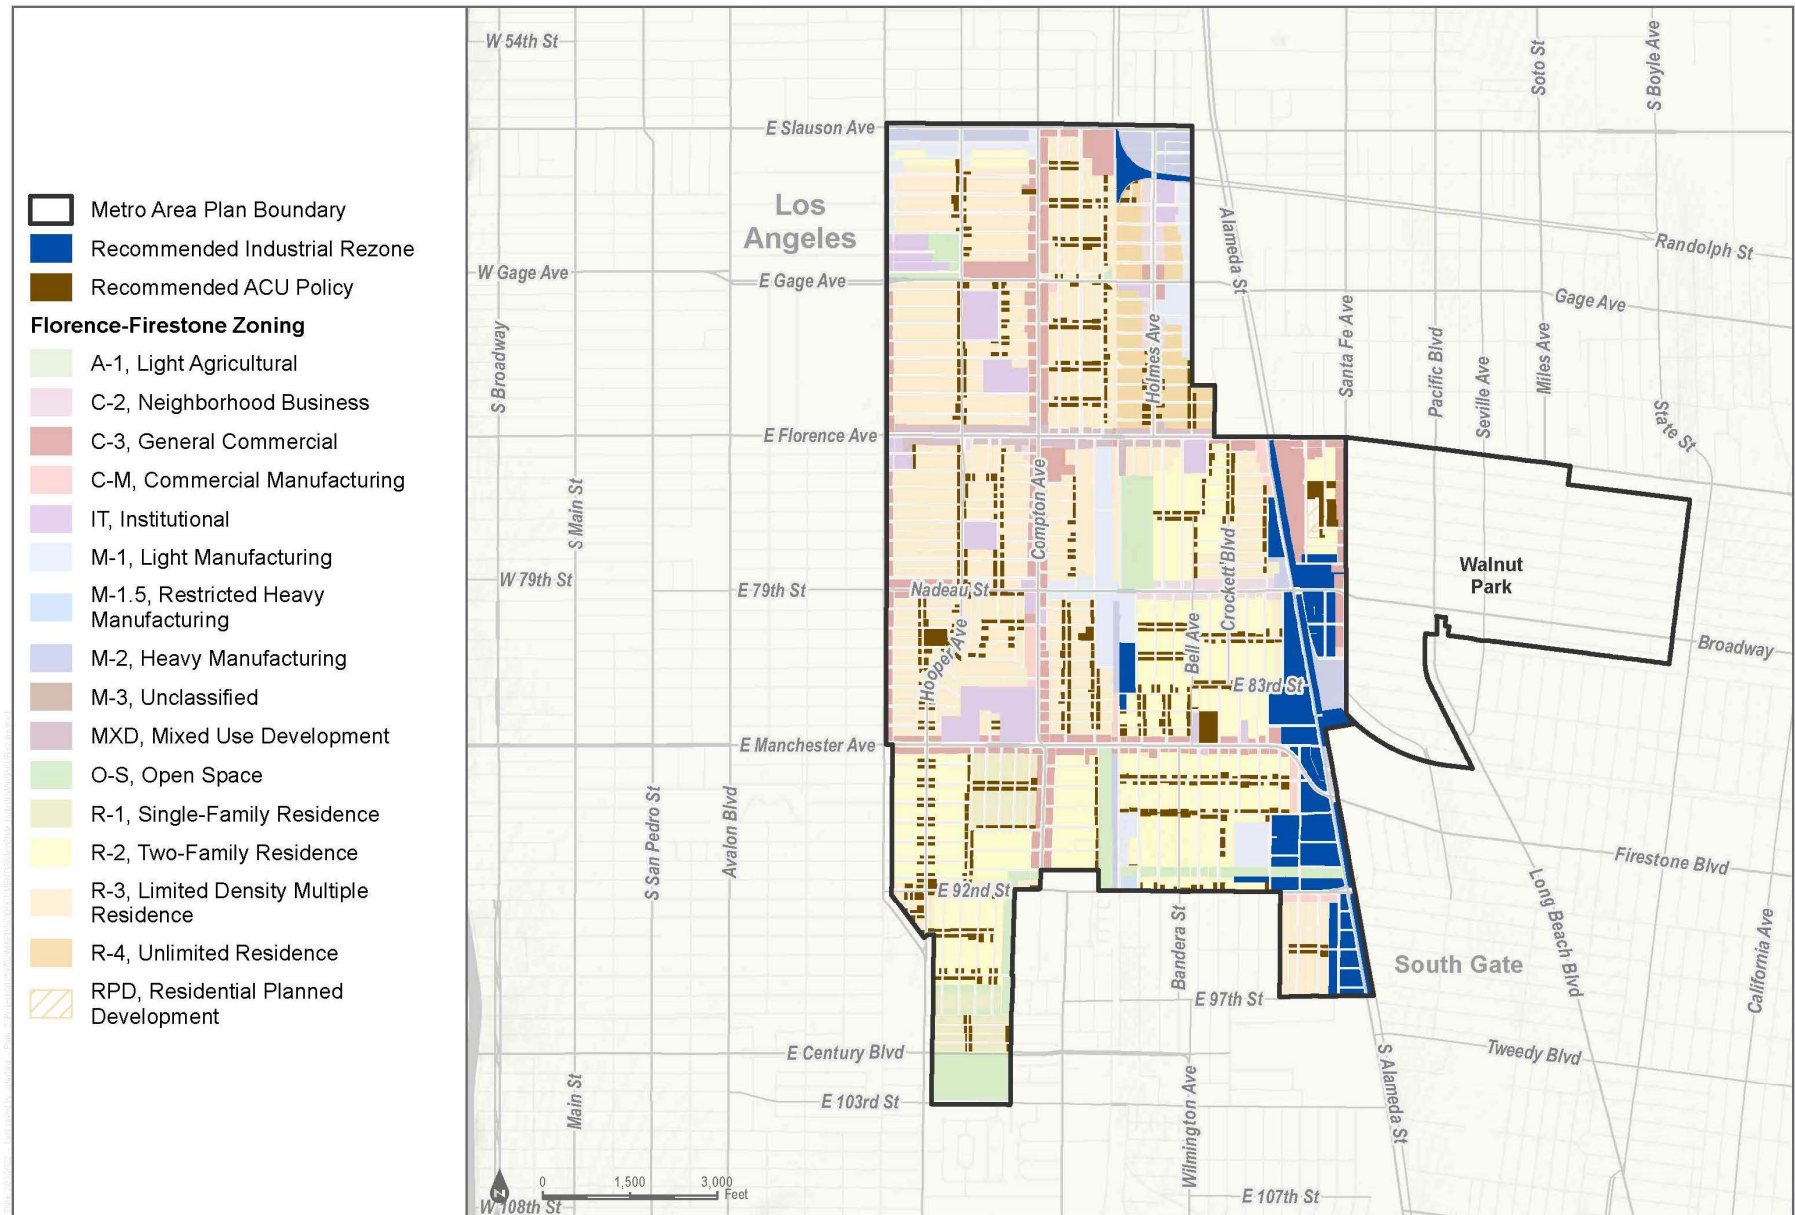 Metro Area Plan Boundary
Recommended Industrial Rezone
Recommended ACU Policy
Florence-Firestone Zoning
A-1, Light Agricultural
C-2, Neighborhood Business
C-3, General Commercial
C-M, Commercial Manufacturing
IT, Institutional
M-1, Light Manufacturing
M-1.5, Restricted Heavy
Manufacturing
M-2, Heavy Manufacturing
M-3, Unclassified
MXD, Mixed Use Development
O-S, Open Space
R-1, Single-Family Residence
R-2, Two-Family Residence
R-3, Limited Density Multiple
Residence
R-4, Unlimited Residence
RPD, Residential Planned
Development
W 54th St
Soto St
S Boyle Ave
E Slauson Ave
Los
Angeles
Alameda St
Randolph St
W Gage Ave
E Gage Ave
Gage Ave
S Broadway
Holmes Ave
Santa Fe Ave
Pacific Blvd
Seville Ave
Miles Ave
State St
E Florence Ave
S Main St
Compton Ave
Crockett Blvd
W 79th St
E 79th St
Nadeau St
Walnut
Park
Hooper Ave
Bell Ave
Broadway
E 83rd St
E Manchester Ave
S San Pedro St
Avalon Blvd
Firestone Blvd
E 92nd St
Bandera St
Long Beach Blvd
California Ave
South Gate
E 97th St
E Century Blvd
Tweedy Blvd
Main St
E 103rd St
Wilmington Ave
S Alameda St
Z
0 1,500 3,000
Feet
W 108th St
E 107th St